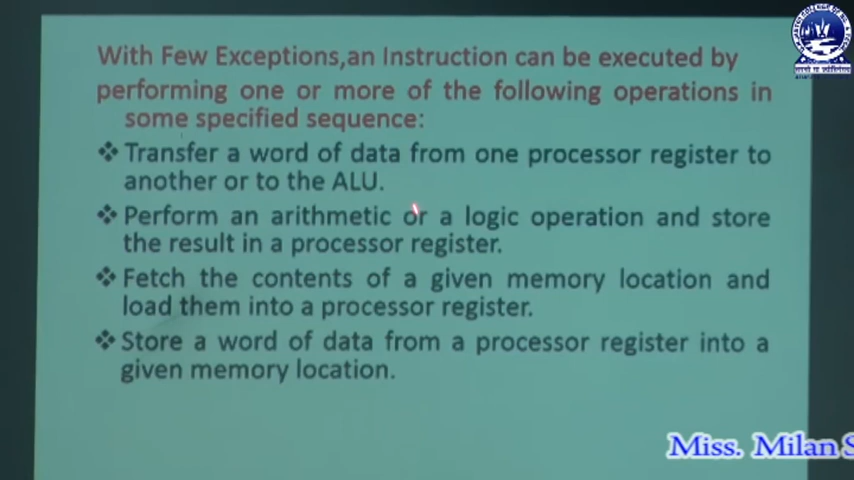 With Few Exceptions,an Instruction can be executed by
performing one or more of the following operations in
some specified sequence:
❖ Transfer a word of data from one processor register to
another or to the ALU.
❖ Perform an arithmetic or a logic operation and store
the result in a processor register.
❖ Fetch the contents of a given memory location and
load them into a processor register.
❖ Store a word of data from a processor register into a
given memory location.
Miss. Milan S